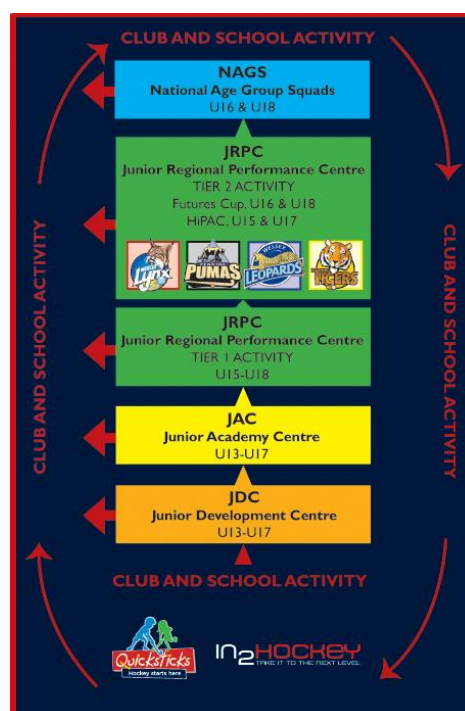 CLUB AND SCHOOL ACTIVITY
NAGS
National Age Group Squads
U16 & U18
JRPC
Junior Regional Performance Centre
TIER 2 ACTIVITY
Futures Cup, U16 & U18
HiPAC, U15 & U17
Lynx
PUMAS
WESSEX
LEOPARDS
TIGERS
JRPC
Junior Regional Performance Centre
TIER 1 ACTIVITY
U15-U18
JAC
Junior Academy Centre
U13-U17
JDC
Junior Development Centre
U13-U17
CLUB AND SCHOOL ACTIVITY
CLUB AND SCHOOL ACTIVITY
CLUB AND SCHOOL ACTIVITY
Quicksticks
Hockey starts here
IN2HOCKEY
TAKE IT TO THE NEXT LEVEL